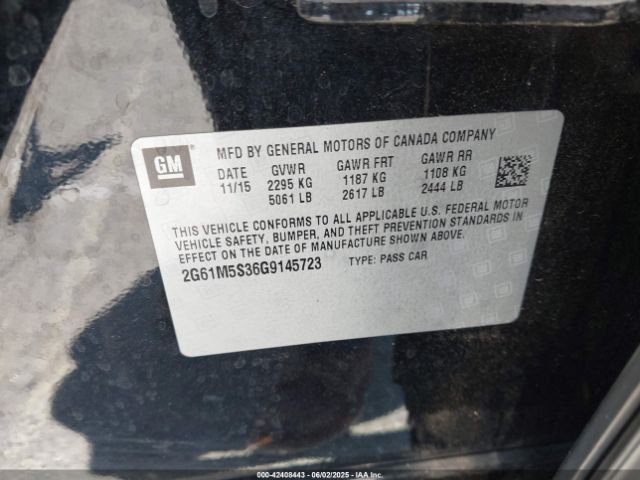 GM
MFD BY GENERAL MOTORS OF CANADA COMPANY
DATE GVWR GAWR FRT GAWR RR
11/15 2295 KG 1187 KG 1108 KG
5061 LB 2617 LB 2444 LB
THIS VEHICLE CONFORMS TO ALL APPLICABLE U.S. FEDERAL MOTOR
VEHICLE SAFETY, BUMPER, AND THEFT PREVENTION STANDARDS IN
EFFECT ON THE DATE OF MANUFACTURE SHOWN ABOVE.
2G61M5S36G9145723 TYPE: PASS CAR
000-42408443 - 06/02/2025 - IAAI.COM